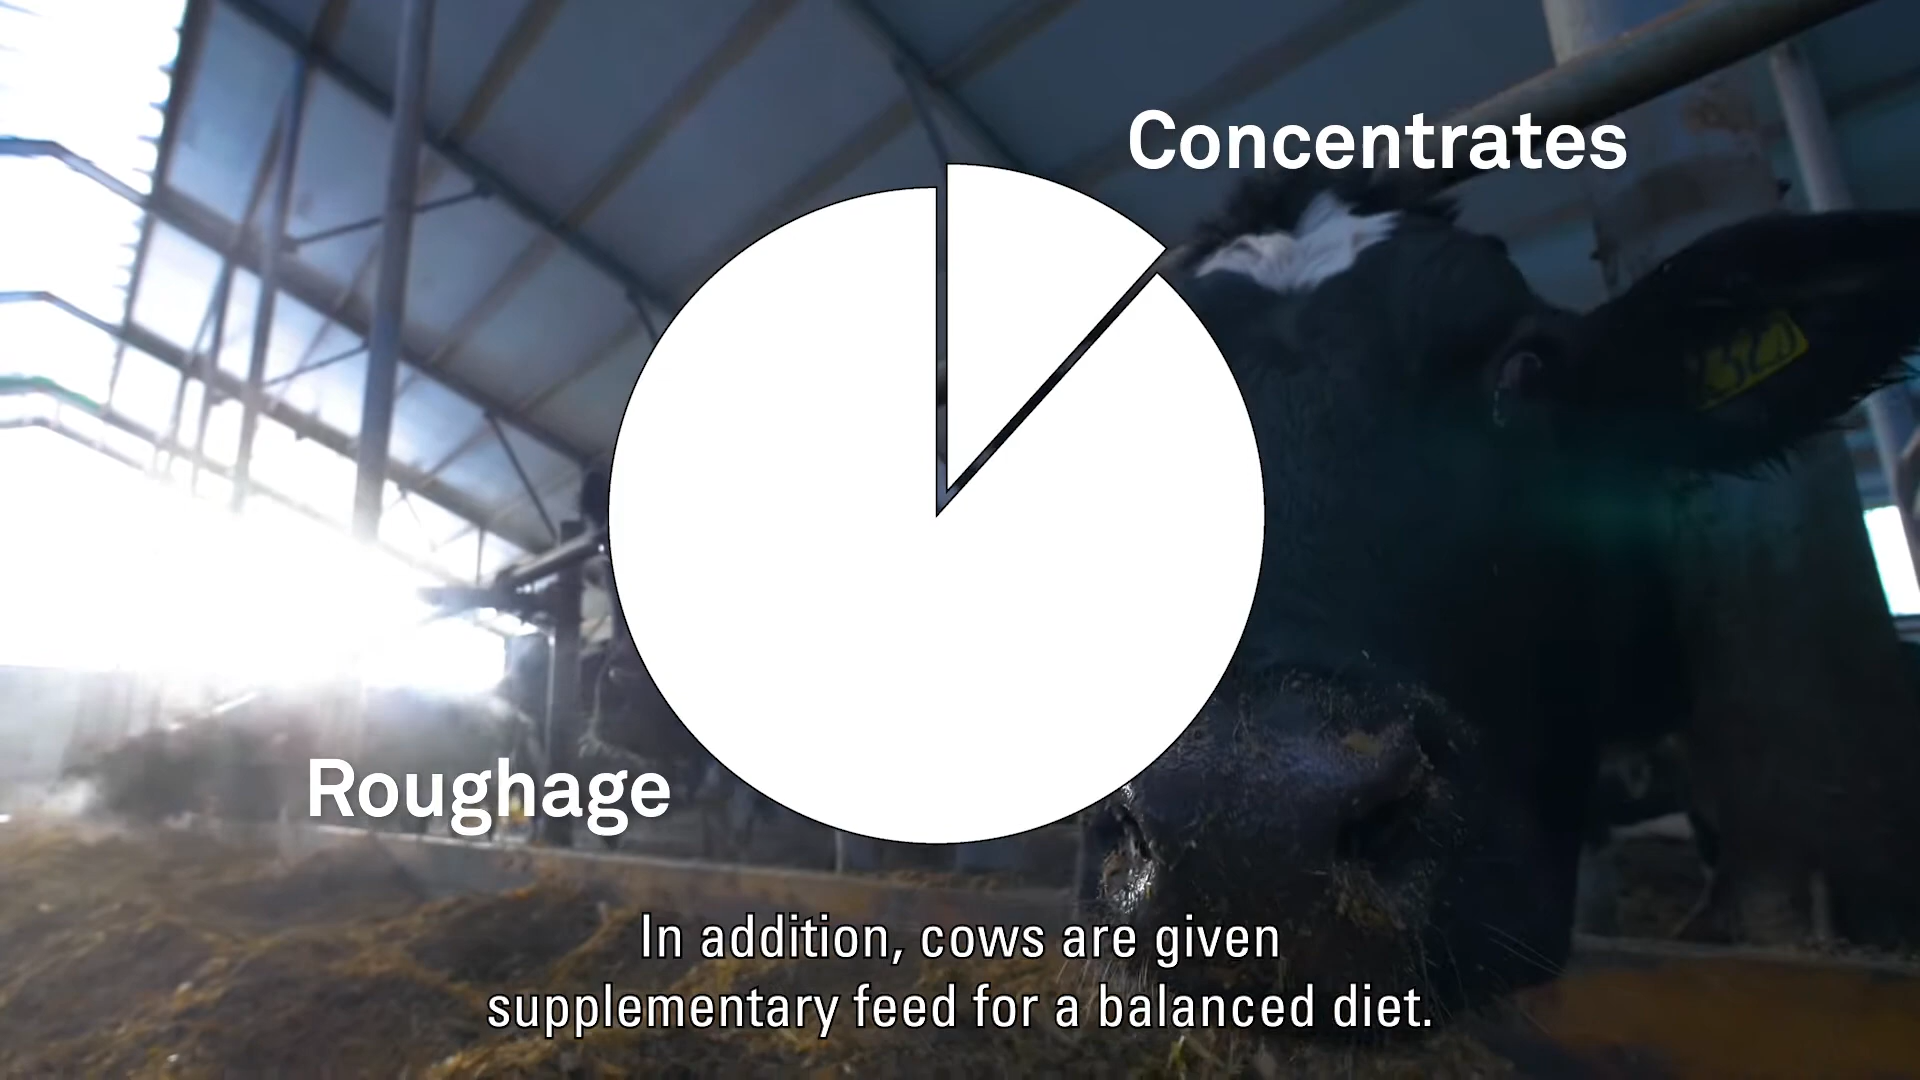 Concentrates
Roughage
In addition, cows are given
supplementary feed for a balanced diet.